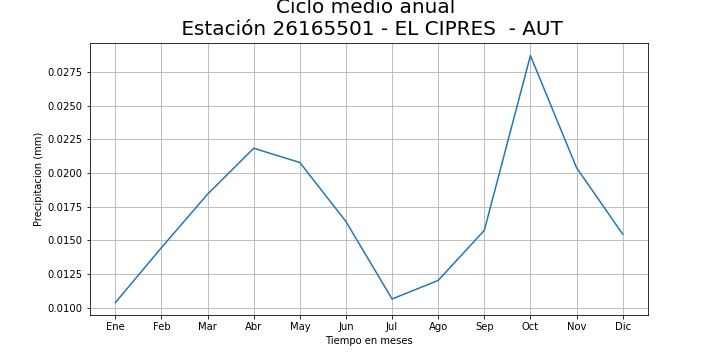 Ciclo medio anual
Estación 26165501 - EL CIPRES - AUT
0.0275
0.0250
0.0225
0.0200
0.0175
0.0150
0.0125
0.0100
Precipitacion (mm)
Ene Feb Mar Abr May Jun Jul Ago Sep Oct Nov Dic
Tiempo en meses